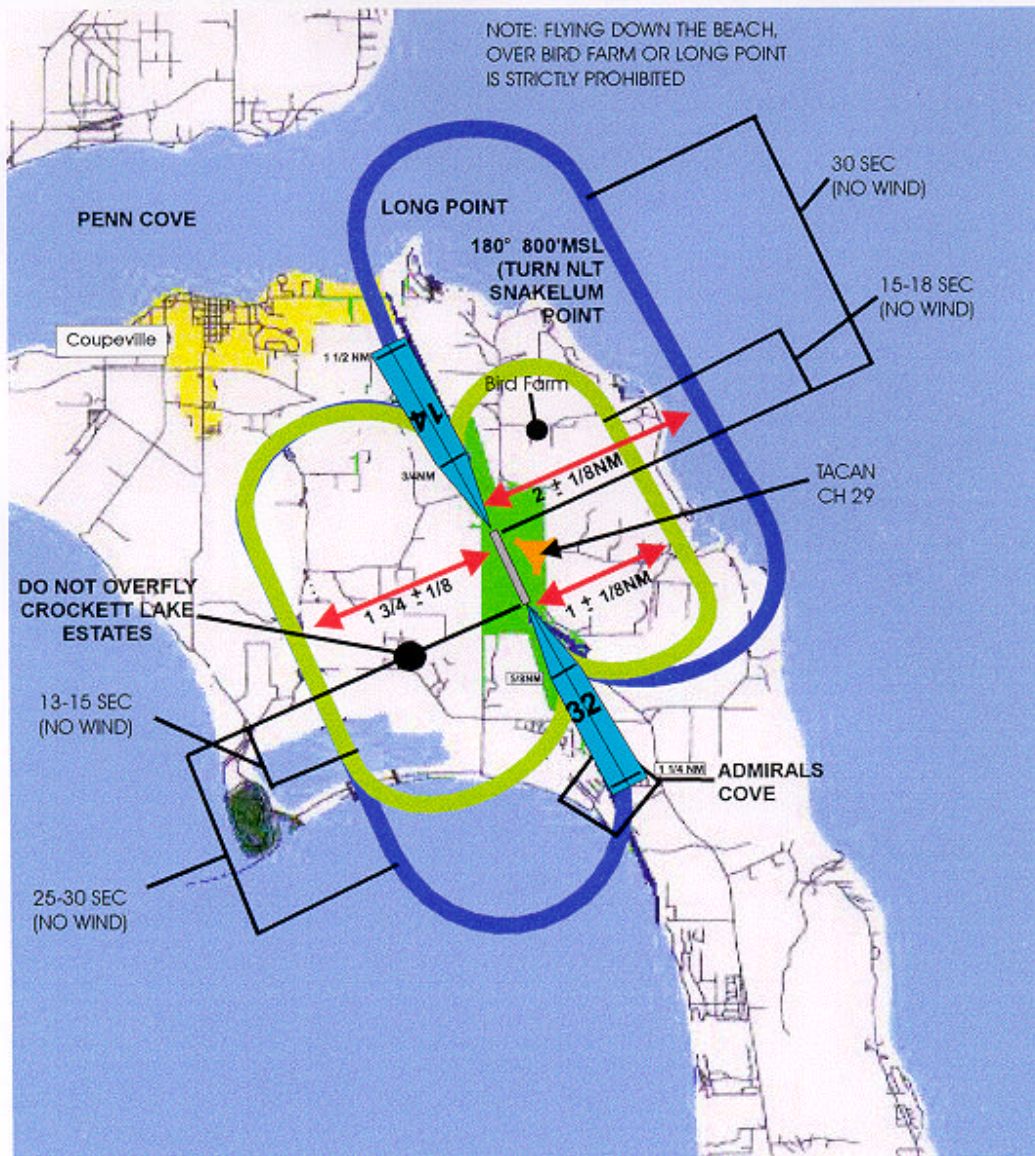 NOTE: FLYING DOWN THE BEACH,
OVER BIRD FARM OR LONG POINT
IS STRICTLY PROHIBITED
30 SEC
(NO WIND)
PENN COVE
LONG POINT
180° 800'MSL
(TURN NLT
SNAKELUM
POINT
15-18 SEC
(NO WIND)
Coupeville
1 1/2 NM
Bird Farm
14
3/4NM
2 ± 1/8NM
TACAN
CH 29
DO NOT OVERFLY
CROCKETT LAKE
ESTATES
1 3/4 ± 1/8
1 ± 1/8NM
5/8NM
32
13-15 SEC
(NO WIND)
1 1/4 NM
ADMIRALS
COVE
25-30 SEC
(NO WIND)